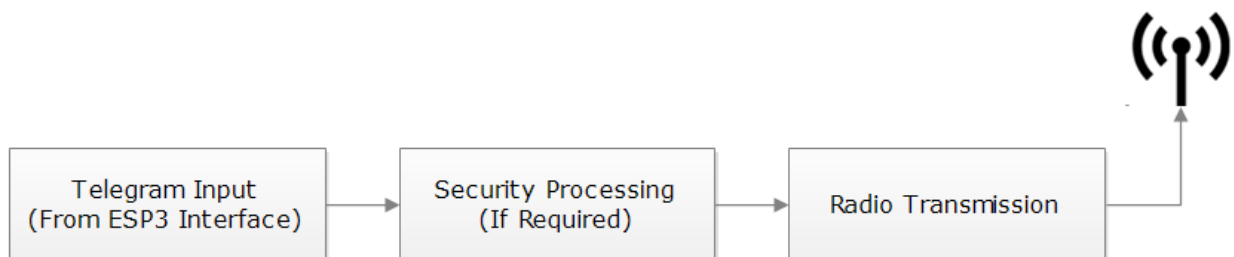 Telegram Input
(From ESP3 Interface)
Security Processing
(If Required)
Radio Transmission